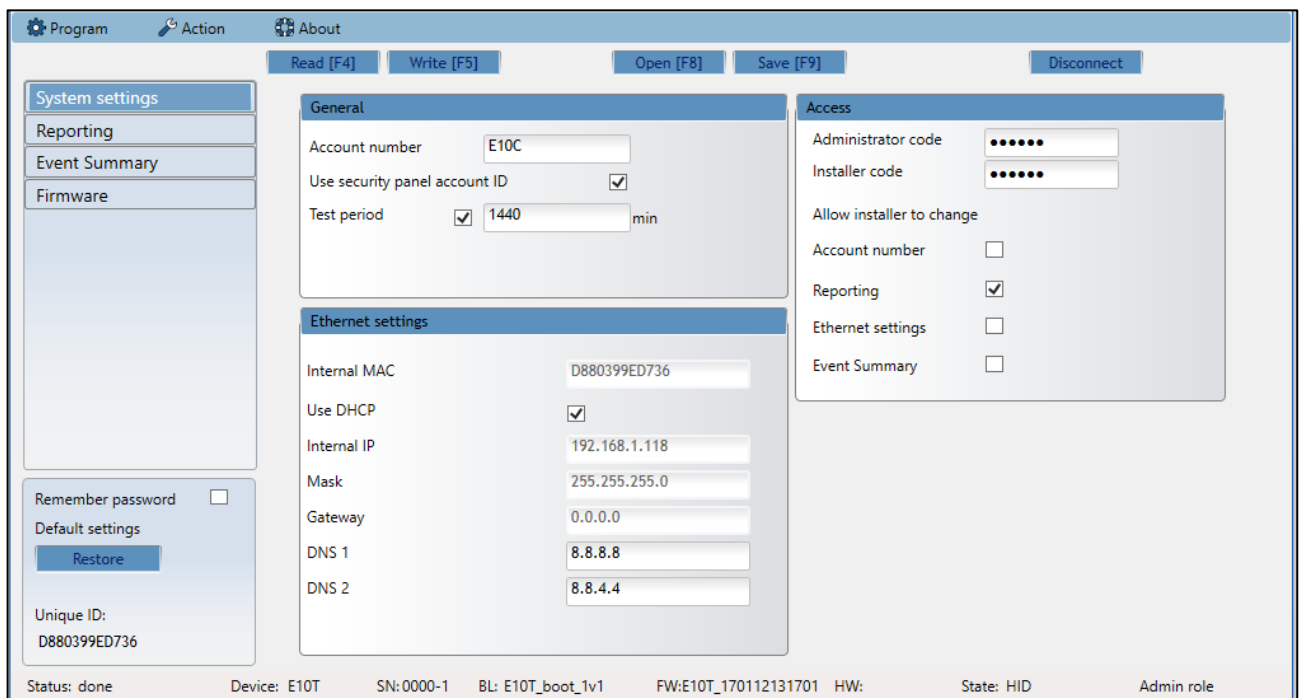 Program Action About
Read [F4] Write [F5] Open [F8] Save [F9] Disconnect
System settings
Reporting
Event Summary
Firmware
General
Account number E10C
Use security panel account ID
Test period 1440 min
Ethernet settings
Internal MAC D880399ED736
Use DHCP
Internal IP 192.168.1.118
Mask 255.255.255.0
Gateway 0.0.0.0
DNS 1 8.8.8.8
DNS 2 8.8.4.4
Access
Administrator code ●●●●●●
Installer code ●●●●●●
Allow installer to change
Account number
Reporting
Ethernet settings
Event Summary
Remember password
Default settings
Restore
Unique ID:
D880399ED736
Status: done Device: E10T SN:0000-1 BL: E10T_boot_1v1 FW:E10T_170112131701 HW: State: HID Admin role